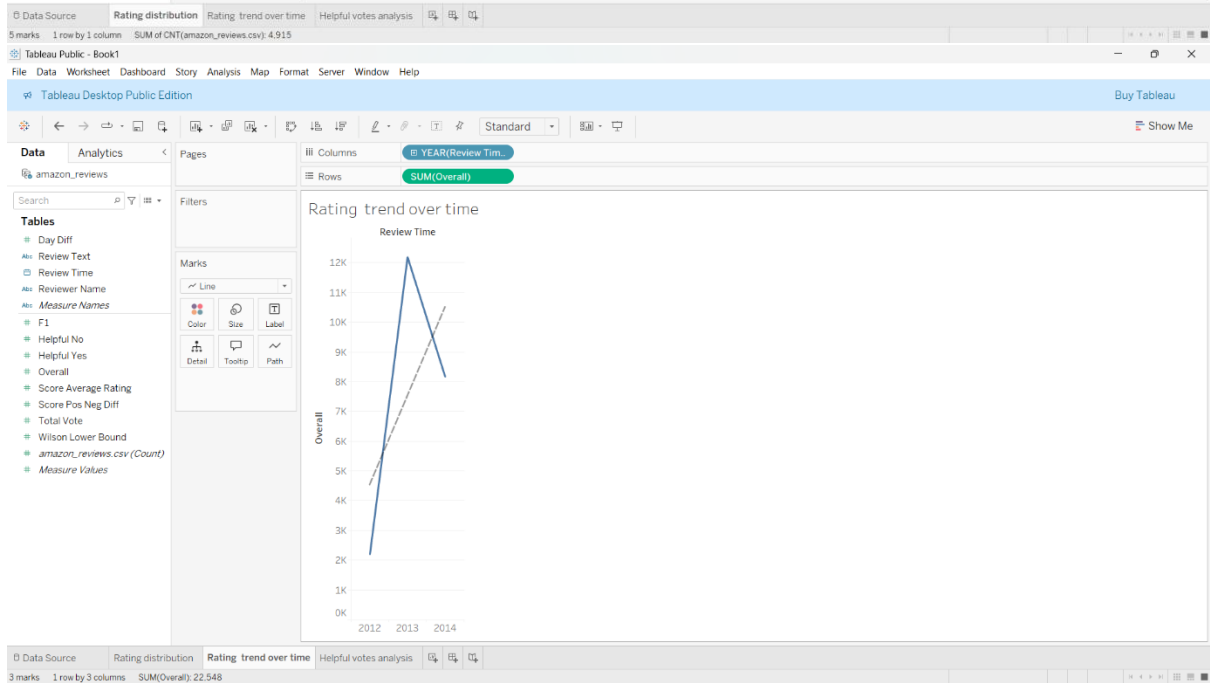 Data Source Rating distribution Rating trend over time Helpful votes analysis
5 marks 1 row by 1 column SUM of CNT(amazon_reviews.csv): 4,915
Tableau Public - Book1
File Data Worksheet Dashboard Story Analysis Map Format Server Window Help
Tableau Desktop Public Edition Buy Tableau
Standard Show Me
Data Analytics Pages Columns YEAR(Review Tim..
amazon_reviews Rows SUM(Overall)
Search Filters
Rating trend over time
Tables
Review Time
# Day Diff
Abc Review Text
Review Time
Abc Reviewer Name
Abc Measure Names
# F1
# Helpful No
# Helpful Yes
# Overall
# Score Average Rating
# Score Pos Neg Diff
# Total Vote
# Wilson Lower Bound
# amazon_reviews.csv (Count)
# Measure Values
Marks
Line
Color Size Label
Detail Tooltip Path
12K
11K
10K
9K
8K
7K
6K
5K
4K
3K
2K
1K
0K
Overall
2012 2013 2014
Data Source Rating distribution Rating trend over time Helpful votes analysis
3 marks 1 row by 3 columns SUM(Overall): 22,548